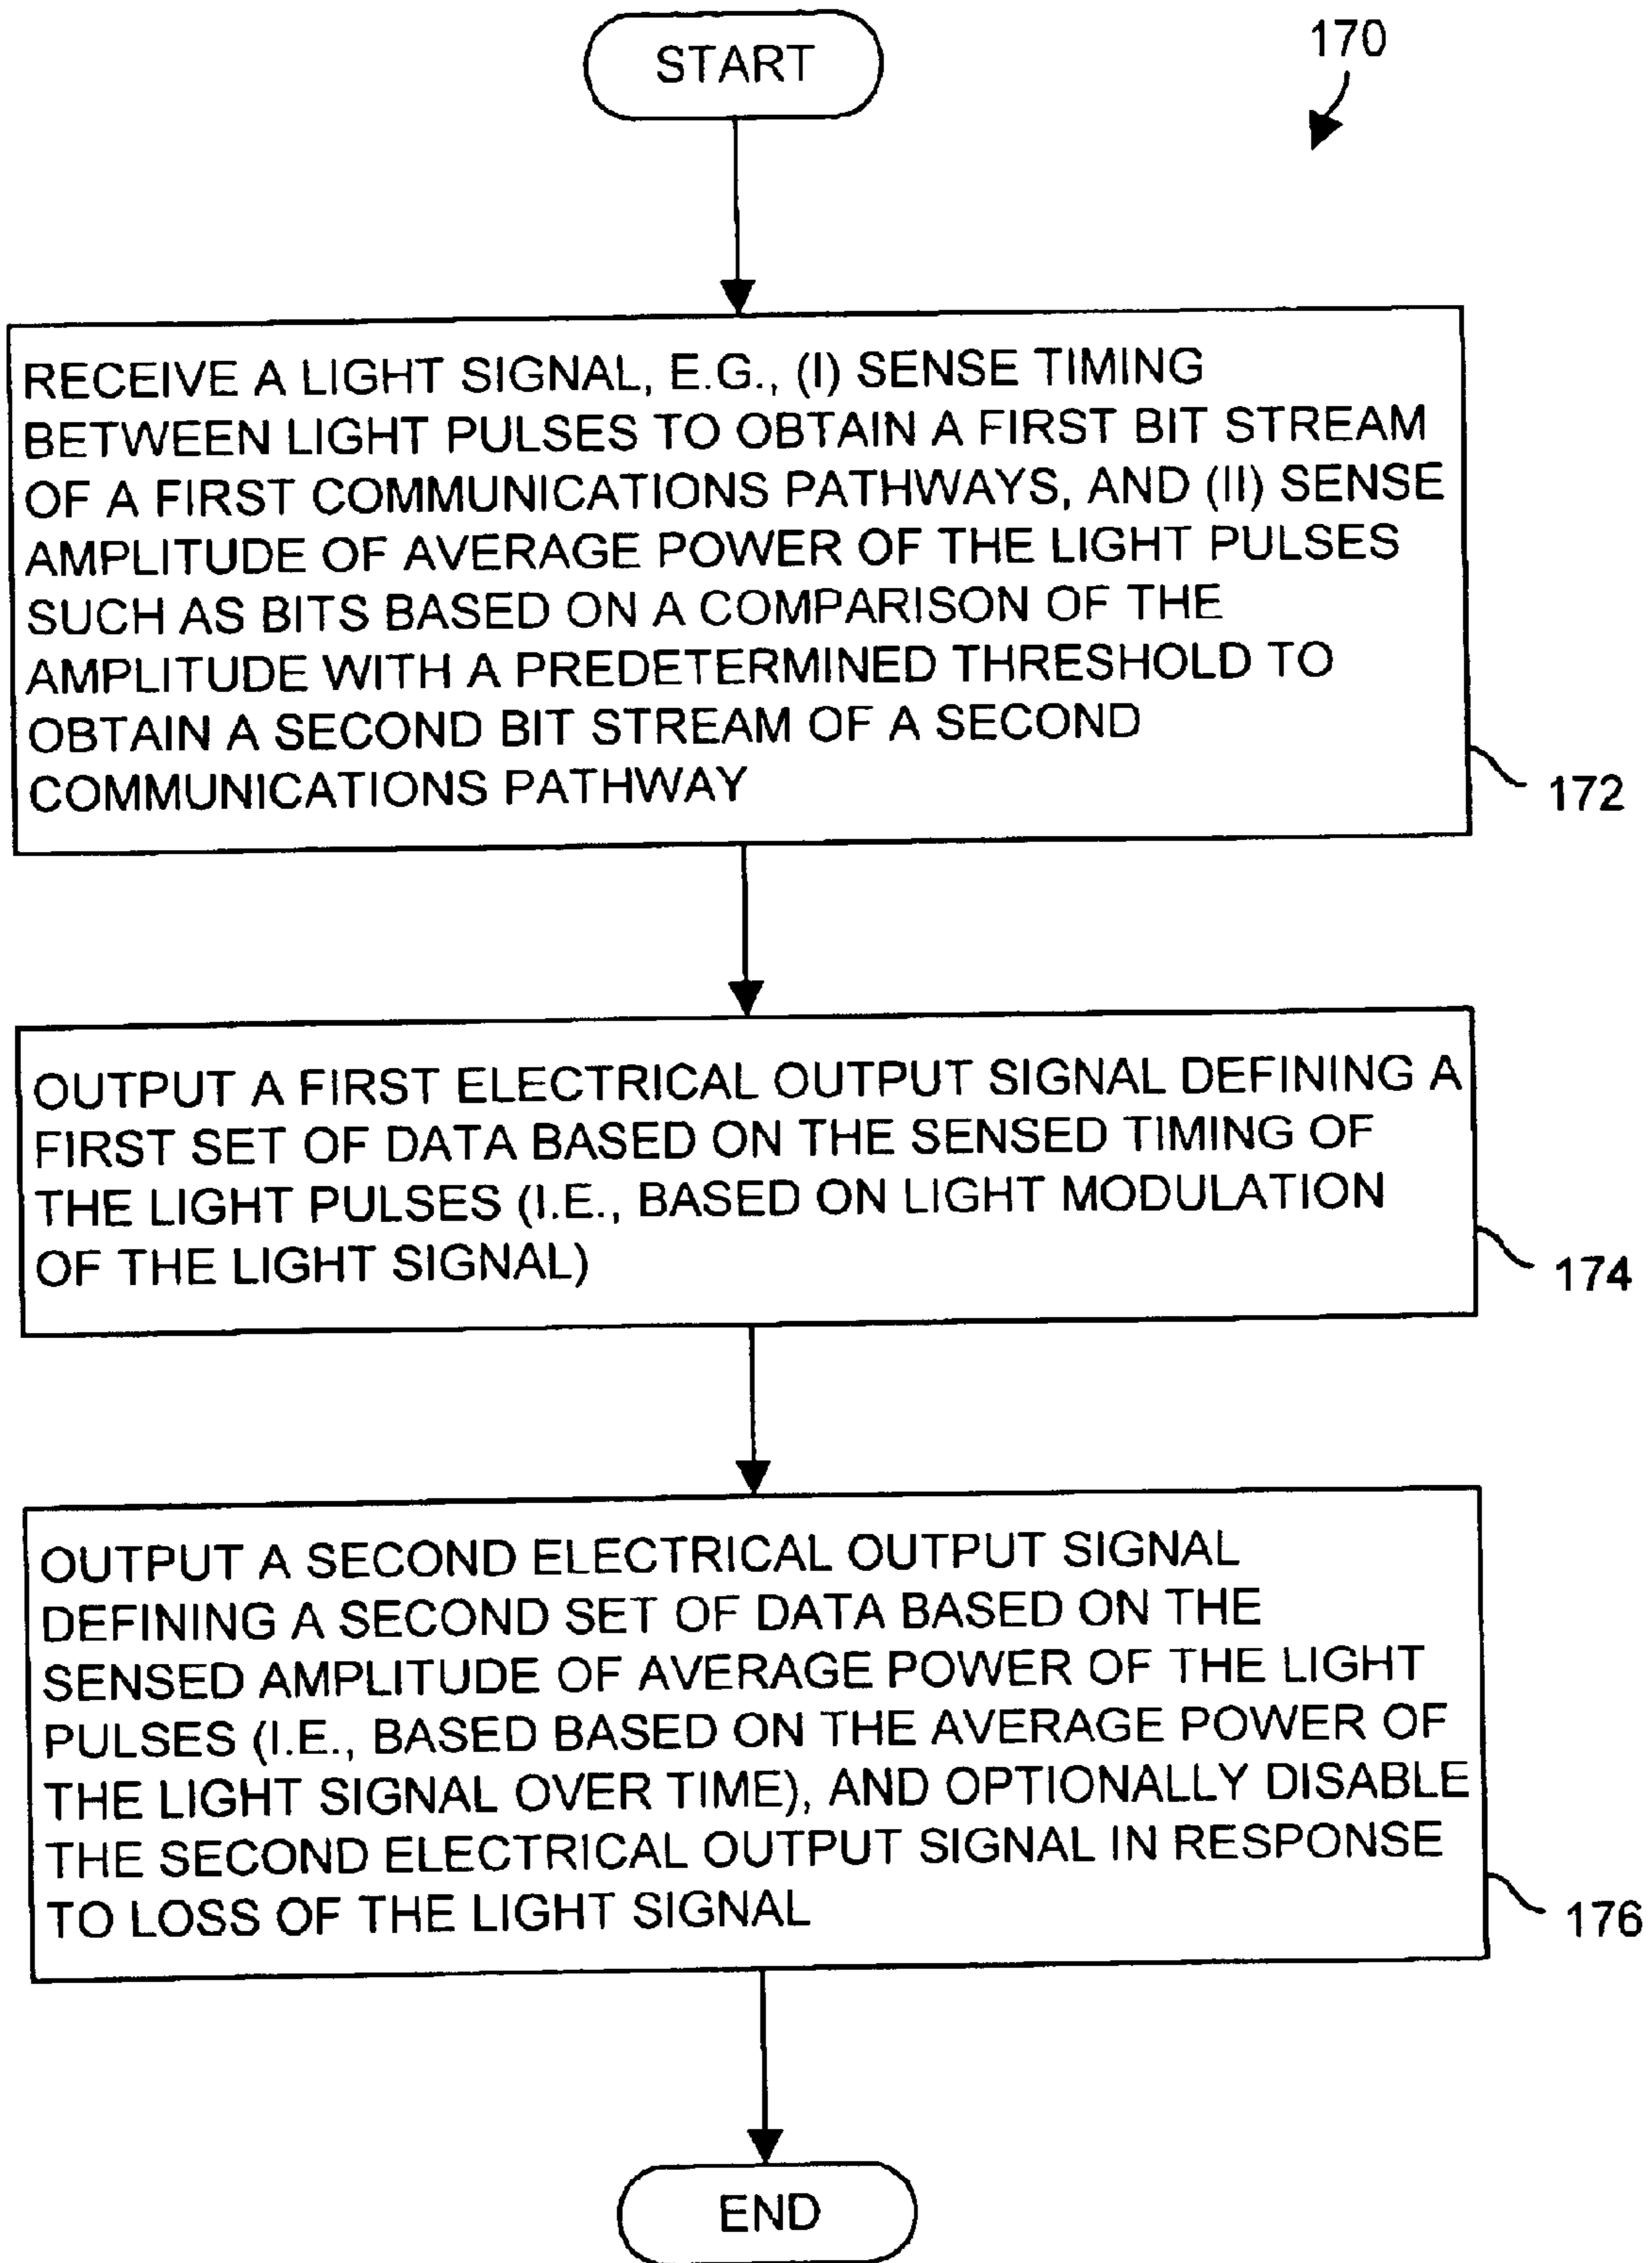 START
170
RECEIVE A LIGHT SIGNAL, E.G., (I) SENSE TIMING
BETWEEN LIGHT PULSES TO OBTAIN A FIRST BIT STREAM
OF A FIRST COMMUNICATIONS PATHWAYS, AND (II) SENSE
AMPLITUDE OF AVERAGE POWER OF THE LIGHT PULSES
SUCH AS BITS BASED ON A COMPARISON OF THE
AMPLITUDE WITH A PREDETERMINED THRESHOLD TO
OBTAIN A SECOND BIT STREAM OF A SECOND
COMMUNICATIONS PATHWAY
172
OUTPUT A FIRST ELECTRICAL OUTPUT SIGNAL DEFINING A
FIRST SET OF DATA BASED ON THE SENSED TIMING OF
THE LIGHT PULSES (I.E., BASED ON LIGHT MODULATION
OF THE LIGHT SIGNAL)
174
OUTPUT A SECOND ELECTRICAL OUTPUT SIGNAL
DEFINING A SECOND SET OF DATA BASED ON THE
SENSED AMPLITUDE OF AVERAGE POWER OF THE LIGHT
PULSES (I.E., BASED BASED ON THE AVERAGE POWER OF
THE LIGHT SIGNAL OVER TIME), AND OPTIONALLY DISABLE
THE SECOND ELECTRICAL OUTPUT SIGNAL IN RESPONSE
TO LOSS OF THE LIGHT SIGNAL
176
END